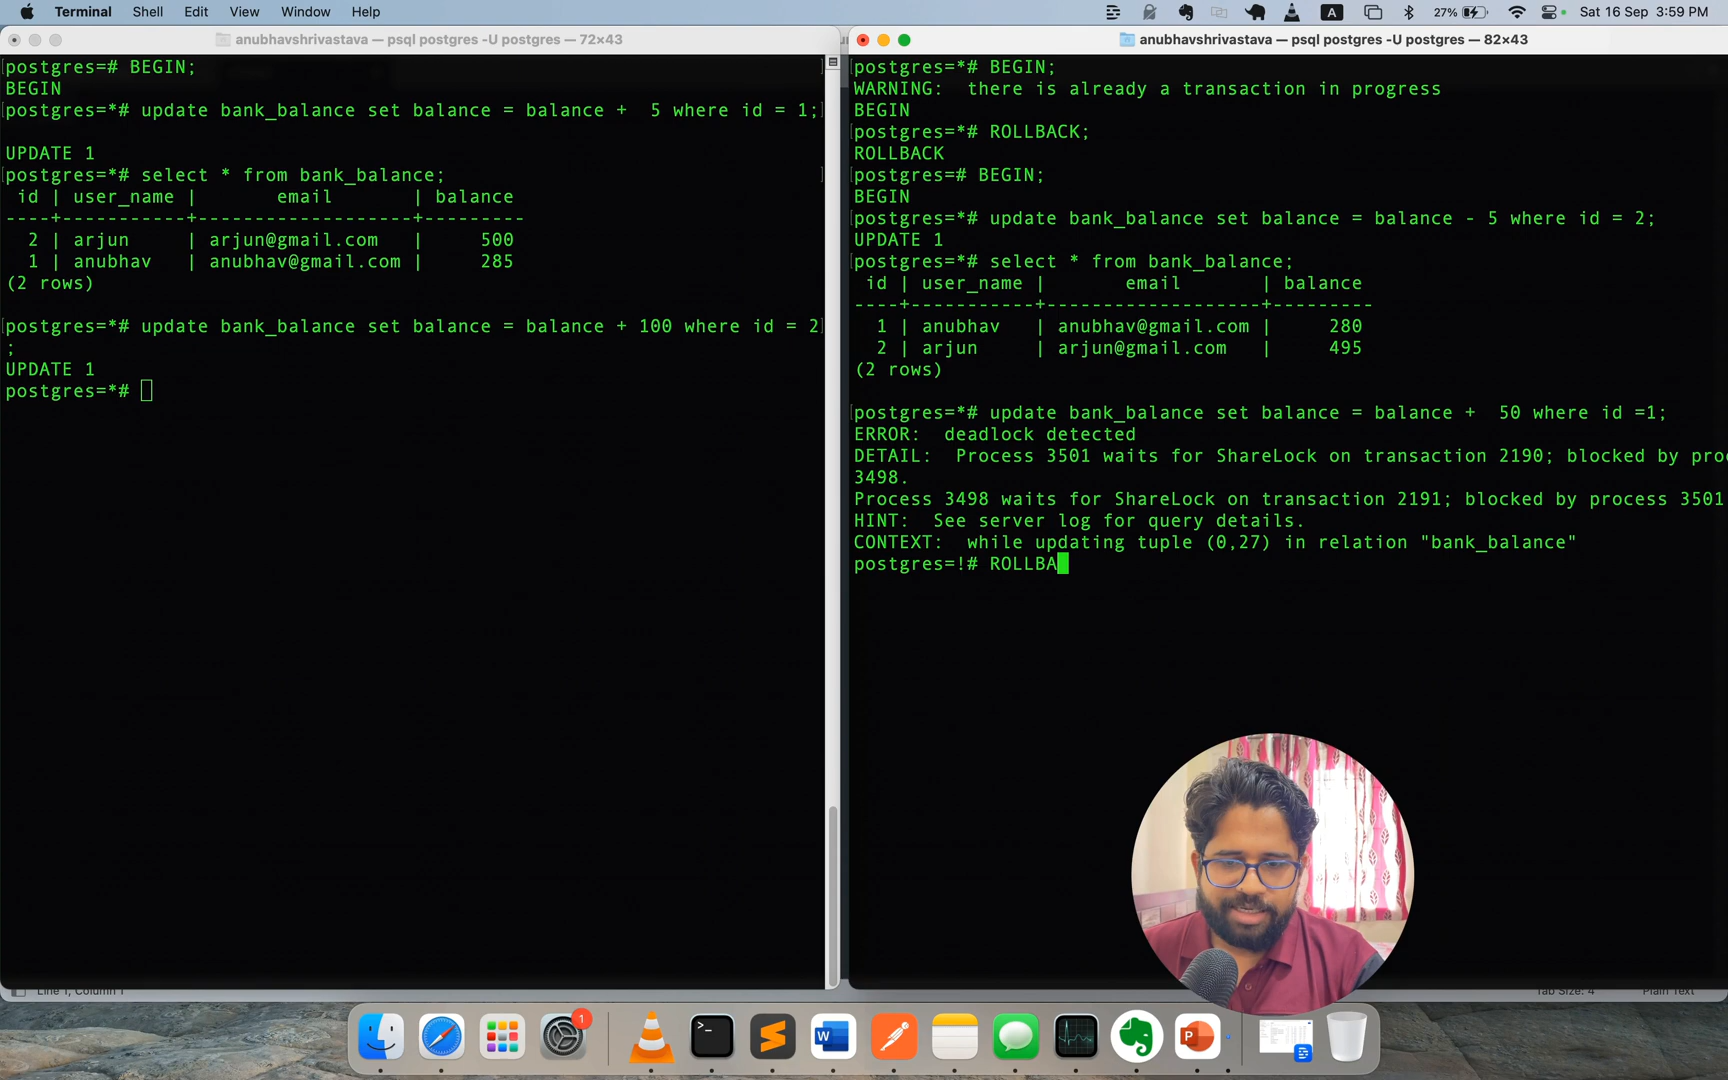 Terminal Shell Edit View Window Help
A 27% Sat 16 Sep 3:59 PM
anubhavshrivastava — psql postgres -U postgres — 72×43
postgres=# BEGIN;
BEGIN
postgres=*# update bank_balance set balance = balance +  5 where id = 1;
UPDATE 1
postgres=*# select * from bank_balance;
 id | user_name |       email       | balance
----+-----------+-------------------+---------
  2 | arjun     | arjun@gmail.com   |     500
  1 | anubhav   | anubhav@gmail.com |     285
(2 rows)
postgres=*# update bank_balance set balance = balance + 100 where id = 2
;
UPDATE 1
postgres=*#
anubhavshrivastava — psql postgres -U postgres — 82×43
postgres=*# BEGIN;
WARNING:  there is already a transaction in progress
BEGIN
postgres=*# ROLLBACK;
ROLLBACK
postgres=# BEGIN;
BEGIN
postgres=*# update bank_balance set balance = balance - 5 where id = 2;
UPDATE 1
postgres=*# select * from bank_balance;
 id | user_name |       email       | balance
----+-----------+-------------------+---------
  1 | anubhav   | anubhav@gmail.com |     280
  2 | arjun     | arjun@gmail.com   |     495
(2 rows)
postgres=*# update bank_balance set balance = balance +  50 where id =1;
ERROR:  deadlock detected
DETAIL:  Process 3501 waits for ShareLock on transaction 2190; blocked by proc
3498.
Process 3498 waits for ShareLock on transaction 2191; blocked by process 3501
HINT:  See server log for query details.
CONTEXT:  while updating tuple (0,27) in relation "bank_balance"
postgres=!# ROLLBA
Line 1, Column 1
Tab Size: 4 Plain Text
1
>_
W
P